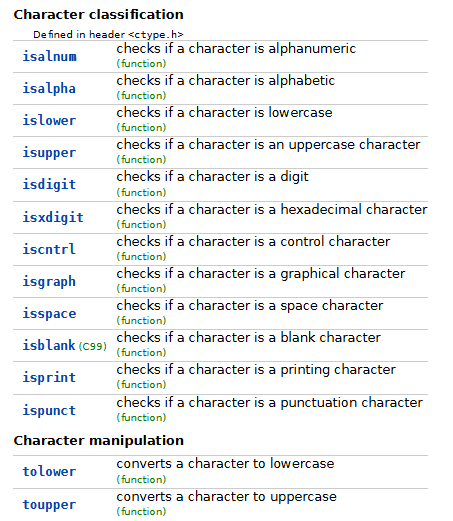 Character classification
Defined in header <ctype.h>
isalnum checks if a character is alphanumeric
(function)
isalpha checks if a character is alphabetic
(function)
islower checks if a character is lowercase
(function)
isupper checks if a character is an uppercase character
(function)
isdigit checks if a character is a digit
(function)
isxdigit checks if a character is a hexadecimal character
(function)
iscntrl checks if a character is a control character
(function)
isgraph checks if a character is a graphical character
(function)
isspace checks if a character is a space character
(function)
isblank (C99) checks if a character is a blank character
(function)
isprint checks if a character is a printing character
(function)
ispunct checks if a character is a punctuation character
(function)
Character manipulation
tolower converts a character to lowercase
(function)
toupper converts a character to uppercase
(function)